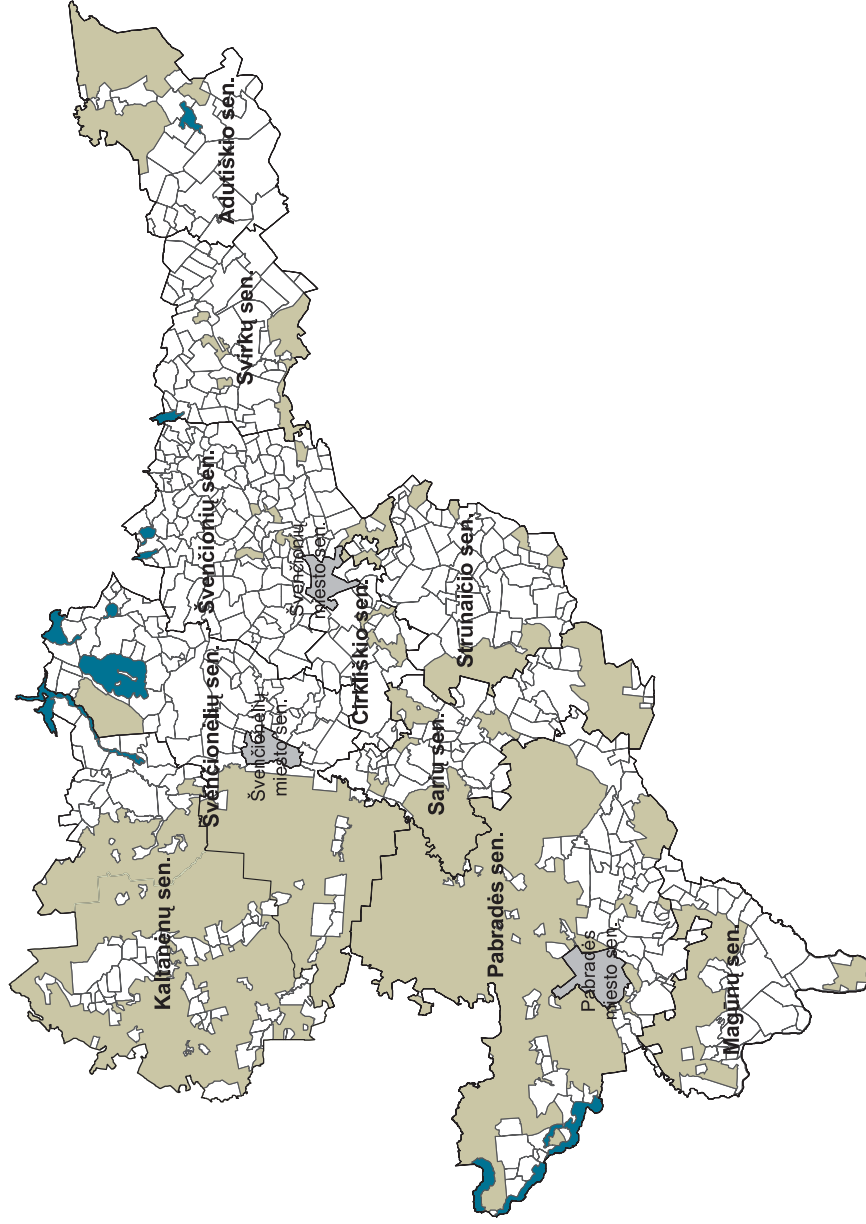 Kaltanėnų sen.
Švenčionėlių sen.
Švenčionėlių
miesto sen.
Švenčionių sen.
Švenčionių
miesto sen.
Svirkų sen.
Adutiškio sen.
Cirkliškio sen.
Strūnaičio sen.
Sarių sen.
Pabradės sen.
Pabradės
miesto sen.
Magūnų sen.